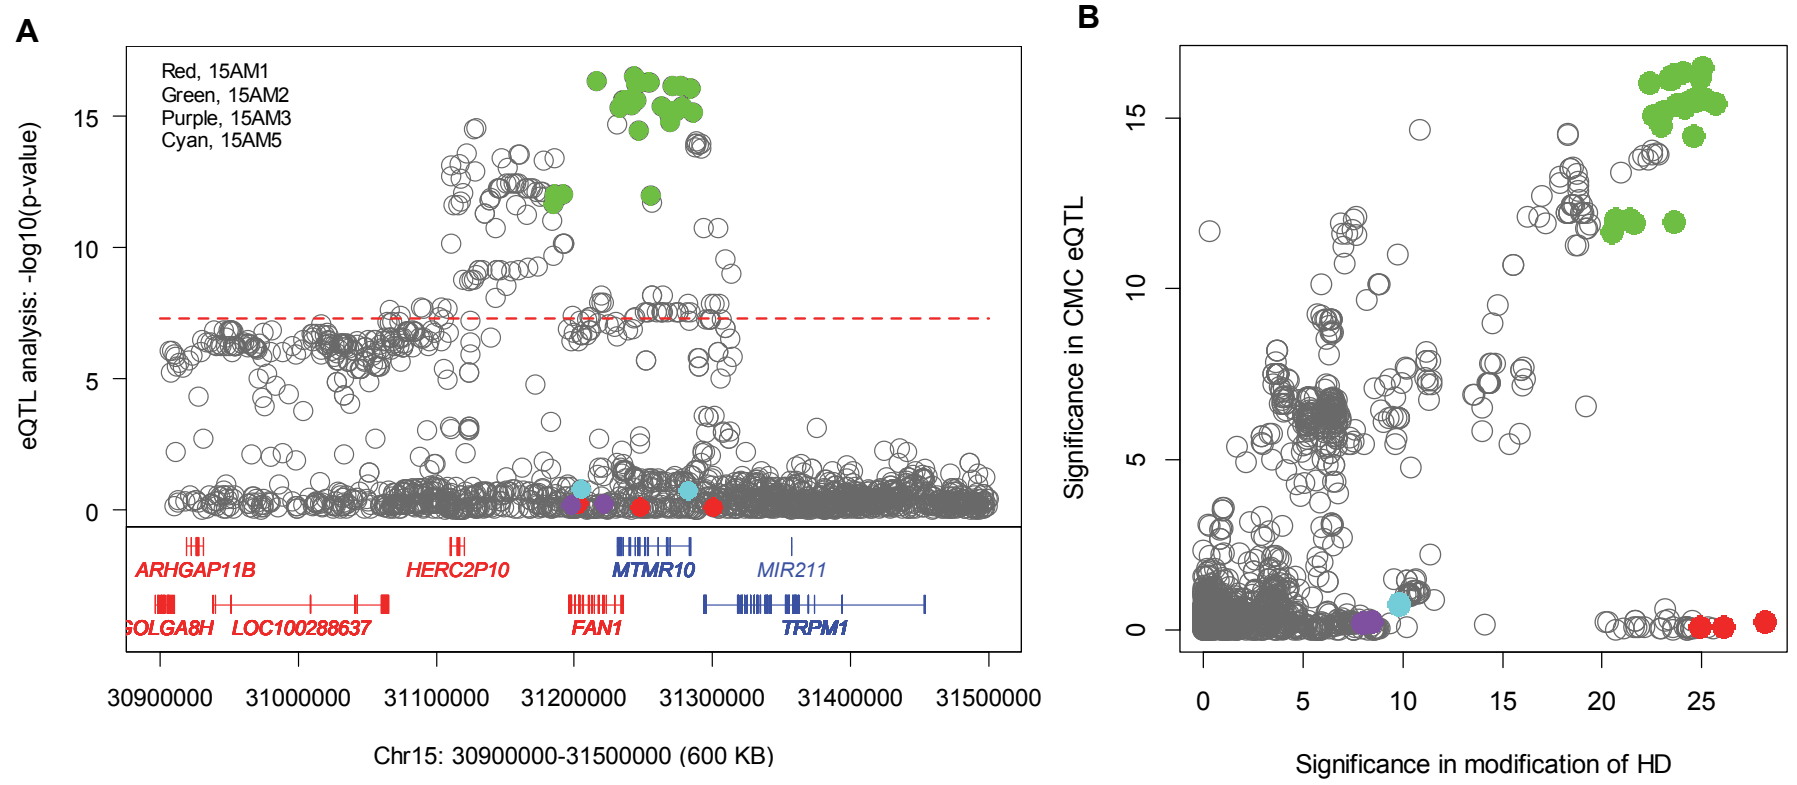 A
Red, 15AM1
Green, 15AM2
Purple, 15AM3
Cyan, 15AM5
eQTL analysis: -log10(p-value)
15
10
5
0
ARHGAP11B
HERC2P10
MTMR10
MIR211
GOLGA8H
LOC100288637
FAN1
TRPM1
30900000 31000000 31100000 31200000 31300000 31400000 31500000
Chr15: 30900000-31500000 (600 KB)
B
Significance in CMC eQTL
15
10
5
0
0 5 10 15 20 25
Significance in modification of HD